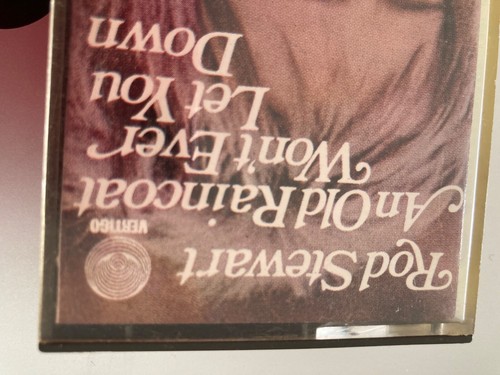 Rod Stewart
An Old Raincoat
Won't Ever
Let You
Down
VERTIGO